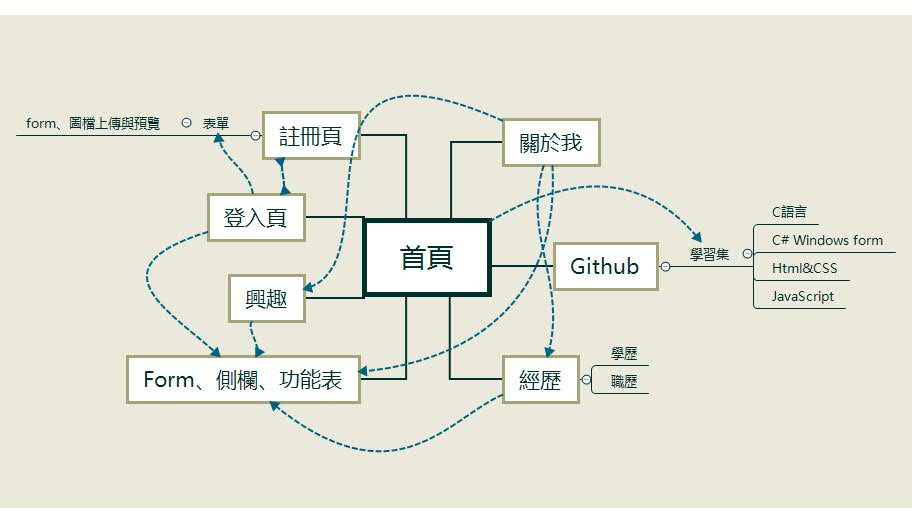 form、圖檔上傳與預覽
表單
註冊頁
關於我
登入頁
首頁
C語言
C# Windows form
學習集
Github
Html&CSS
JavaScript
興趣
Form、側欄、功能表
經歷
學歷
職歷